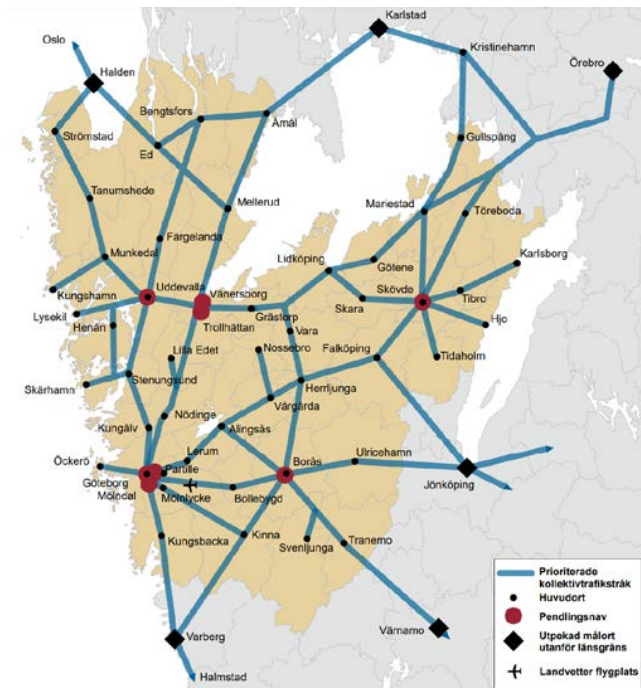 Karlstad
Oslo
Kristinehamn
Halden
Örebro
Bengtsfors
Åmål
Strömstad
Gullspång
Ed
Tanumshede
Mellerud
Mariestad
Töreboda
Färgelanda
Munkedal
Karlsborg
Lidköping
Götene
Kungshamn
Uddevalla
Skövde
Vänersborg
Lysekil
Skara
Tibro
Grästorp
Henån
Trollhättan
Hjo
Vara
Lilla Edet
Nossebro
Falköping
Tidaholm
Stenungsund
Skärhamn
Herrljunga
Vårgårda
Nödinge
Kungälv
Alingsås
Lerum
Ulricehamn
Öckerö
Partille
Borås
Göteborg
Jönköping
Mölndal
Mölnlycke
Bollebygd
Kungsbacka
Kinna
Tranemo
Svenljunga
Varberg
Värnamo
Halmstad
Prioriterade
kollektivtrafikstråk
Huvudort
Pendlingsnav
Utpekad målort
utanför länsgräns
Landvetter flygplats